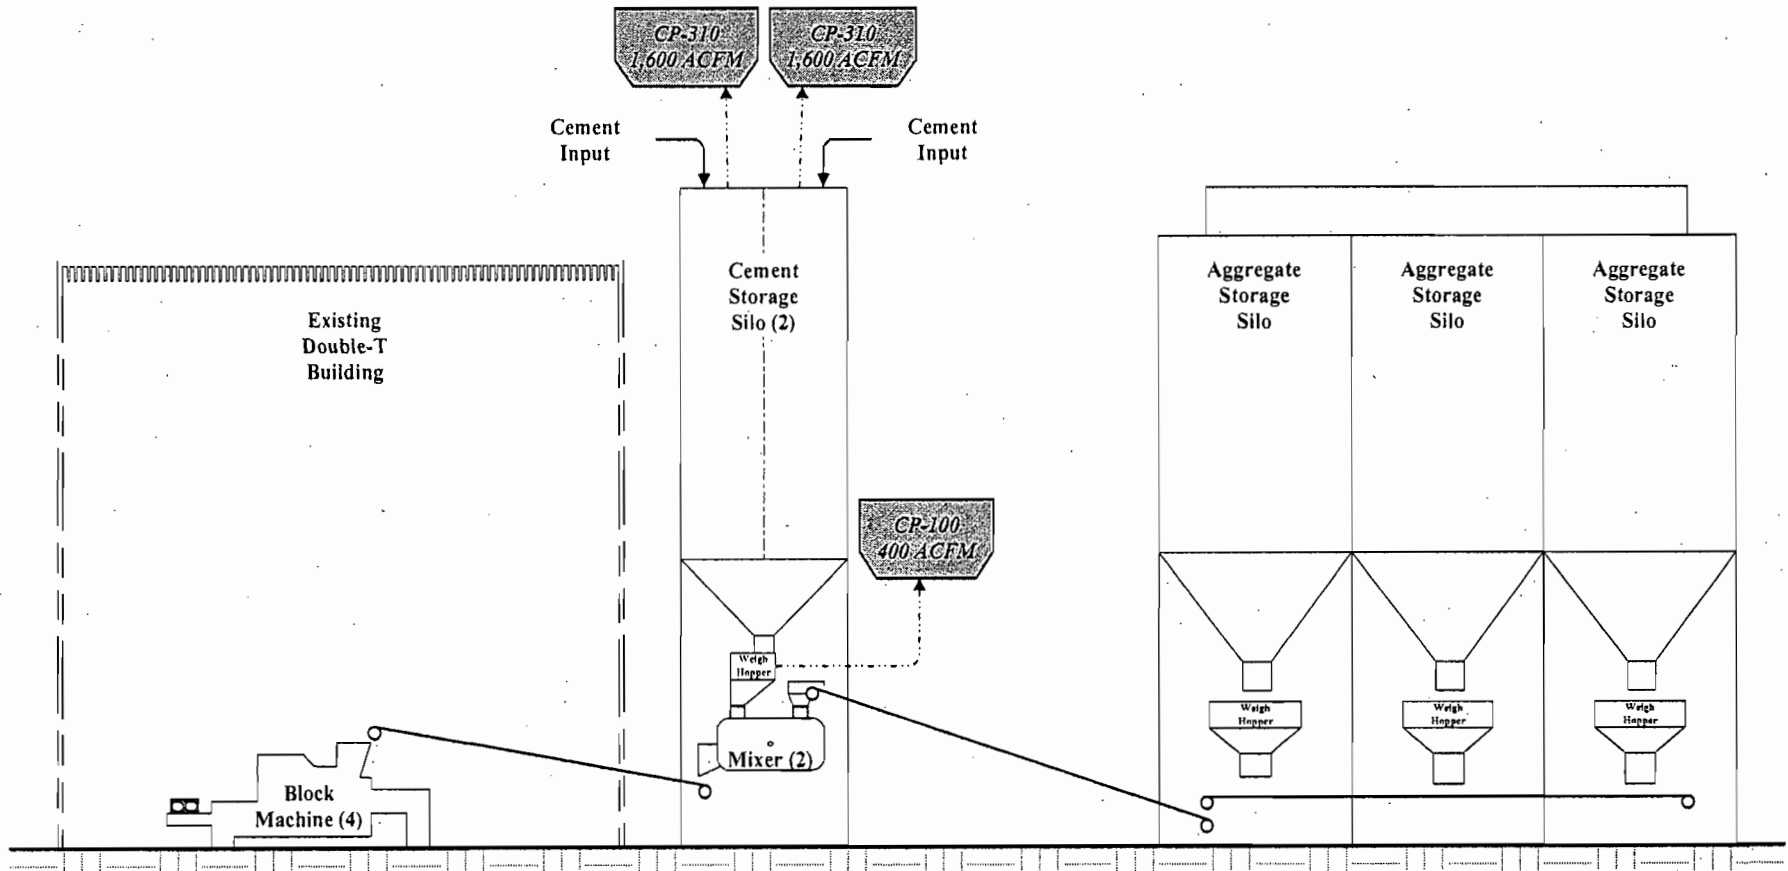 CP-310
1,600 ACFM
CP-310
1,600 ACFM
Cement
Input
Cement
Input
Existing
Double-T
Building
Cement
Storage
Silo (2)
Aggregate
Storage
Silo
Aggregate
Storage
Silo
Aggregate
Storage
Silo
CP-100
400 ACFM
Weigh
Hopper
Weigh
Hopper
Weigh
Hopper
Weigh
Hopper
Mixer (2)
Block
Machine (4)